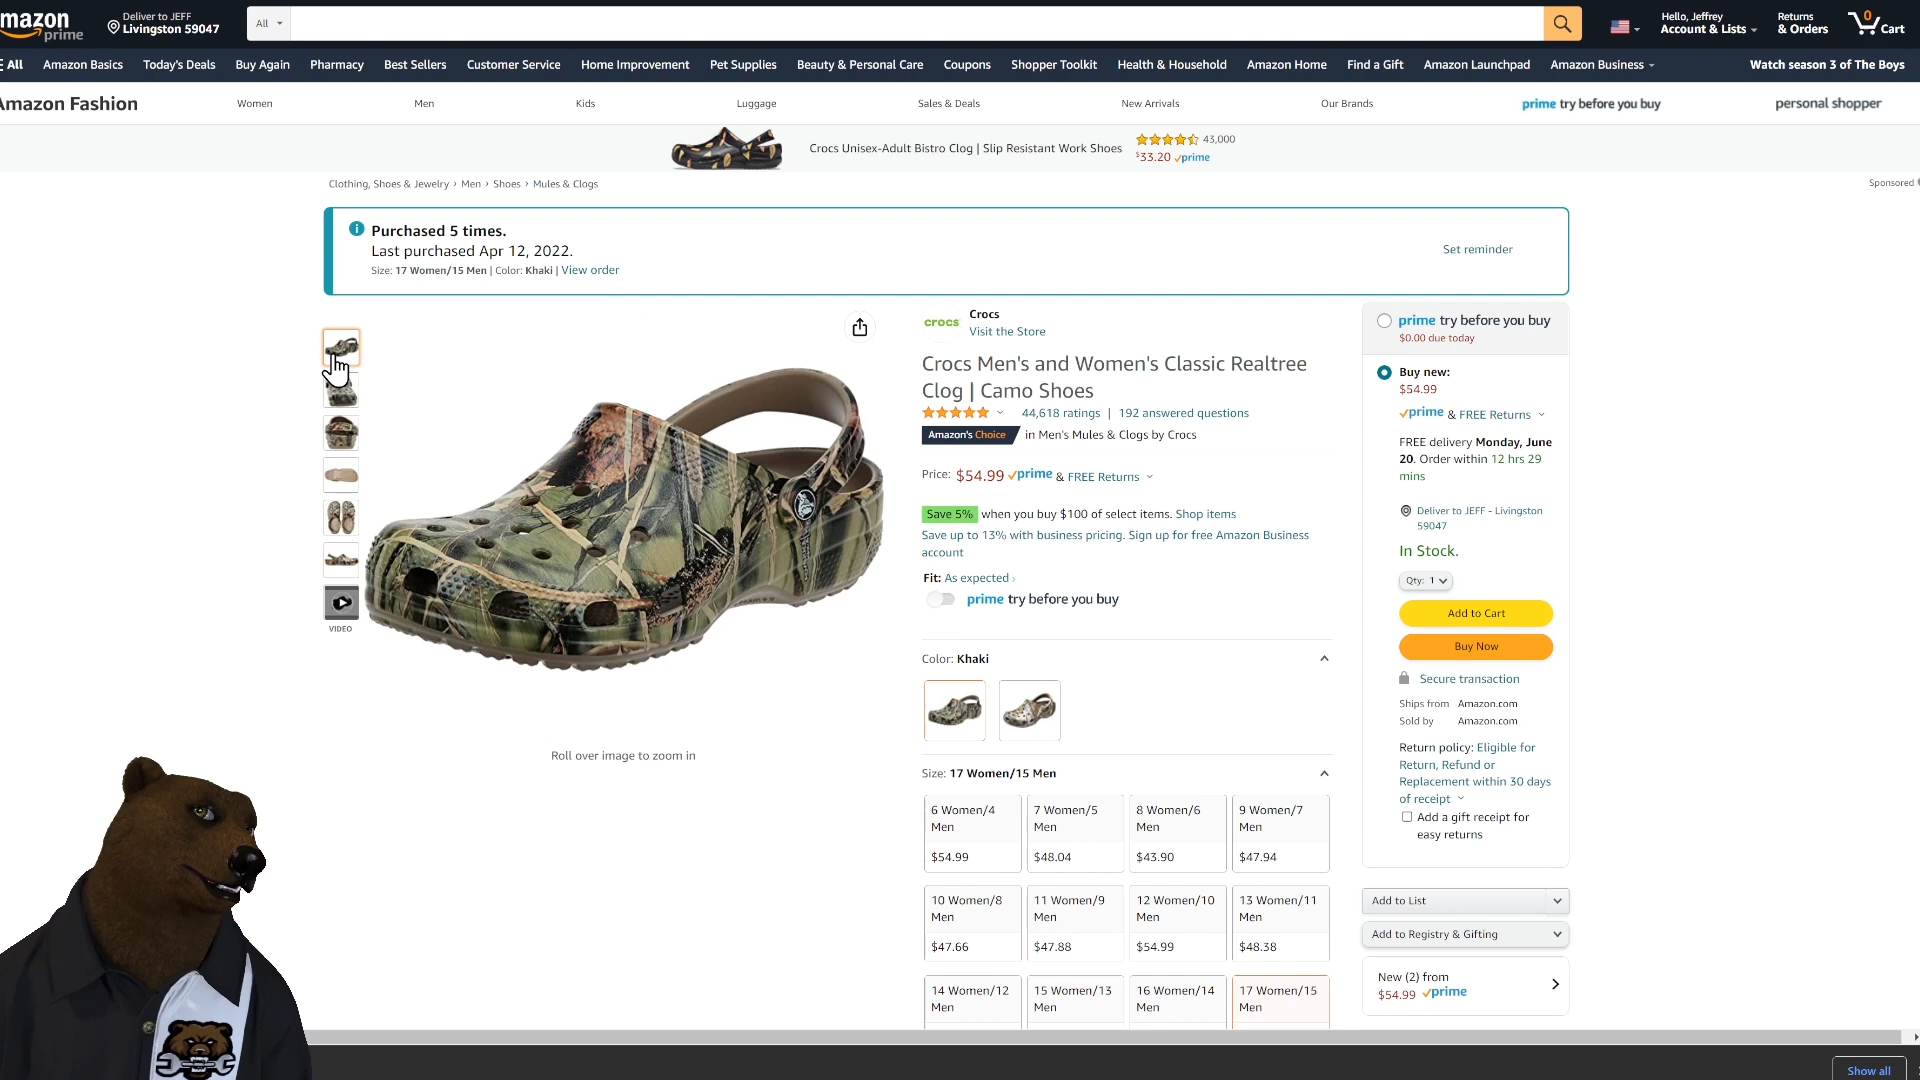 amazon
prime
Deliver to JEFF
Livingston 59047
All
Hello, Jeffrey
Account & Lists
Returns
& Orders
0
Cart
All
Amazon Basics
Today's Deals
Buy Again
Pharmacy
Best Sellers
Customer Service
Home Improvement
Pet Supplies
Beauty & Personal Care
Coupons
Shopper Toolkit
Health & Household
Amazon Home
Find a Gift
Amazon Launchpad
Amazon Business
Watch season 3 of The Boys
Amazon Fashion
Women
Men
Kids
Luggage
Sales & Deals
New Arrivals
Our Brands
prime try before you buy
personal shopper
Crocs Unisex-Adult Bistro Clog | Slip Resistant Work Shoes
43,000
$33.20 prime
Clothing, Shoes & Jewelry › Men › Shoes › Mules & Clogs
Sponsored
Purchased 5 times.
Last purchased Apr 12, 2022.
Size: 17 Women/15 Men | Color: Khaki | View order
Set reminder
VIDEO
Roll over image to zoom in
crocs
Crocs
Visit the Store
Crocs Men's and Women's Classic Realtree
Clog | Camo Shoes
44,618 ratings | 192 answered questions
Amazon's Choice in Men's Mules & Clogs by Crocs
Price: $54.99 prime & FREE Returns
Save 5% when you buy $100 of select items. Shop items
Save up to 13% with business pricing. Sign up for free Amazon Business
account
Fit: As expected ›
prime try before you buy
Color: Khaki
Size: 17 Women/15 Men
6 Women/4
Men
$54.99
7 Women/5
Men
$48.04
8 Women/6
Men
$43.90
9 Women/7
Men
$47.94
10 Women/8
Men
$47.66
11 Women/9
Men
$47.88
12 Women/10
Men
$54.99
13 Women/11
Men
$48.38
14 Women/12
Men
15 Women/13
Men
16 Women/14
Men
17 Women/15
Men
prime try before you buy
$0.00 due today
Buy new:
$54.99
prime & FREE Returns
FREE delivery Monday, June
20. Order within 12 hrs 29
mins
Deliver to JEFF - Livingston
59047
In Stock.
Qty: 1
Add to Cart
Buy Now
Secure transaction
Ships from Amazon.com
Sold by Amazon.com
Return policy: Eligible for
Return, Refund or
Replacement within 30 days
of receipt
Add a gift receipt for
easy returns
Add to List
Add to Registry & Gifting
New (2) from
$54.99 prime
Show all